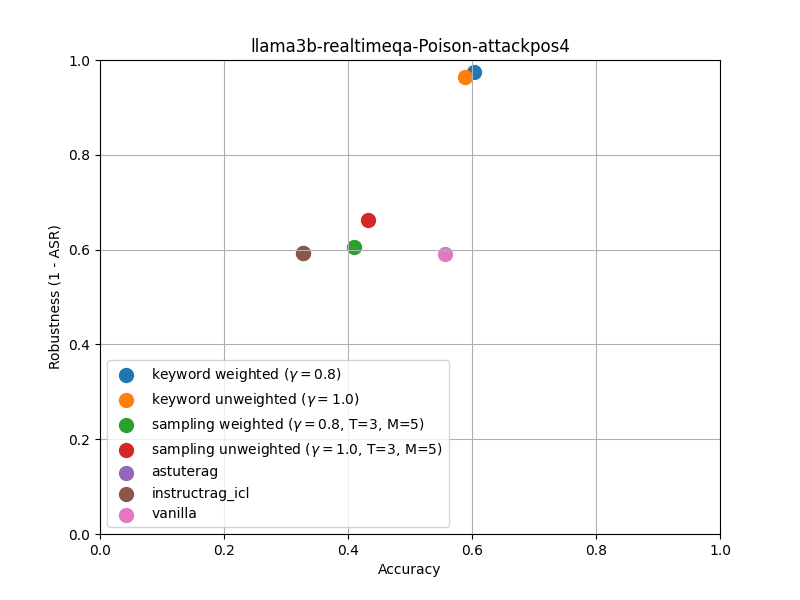 llama3b-realtimeqa-Poison-attackpos4
1.0
0.8
0.6
0.4
0.2
0.0
Robustness (1 - ASR)
keyword weighted (γ = 0.8)
keyword unweighted (γ = 1.0)
sampling weighted (γ = 0.8, T=3, M=5)
sampling unweighted (γ = 1.0, T=3, M=5)
astuterag
instructrag_icl
vanilla
0.0 0.2 0.4 0.6 0.8 1.0
Accuracy